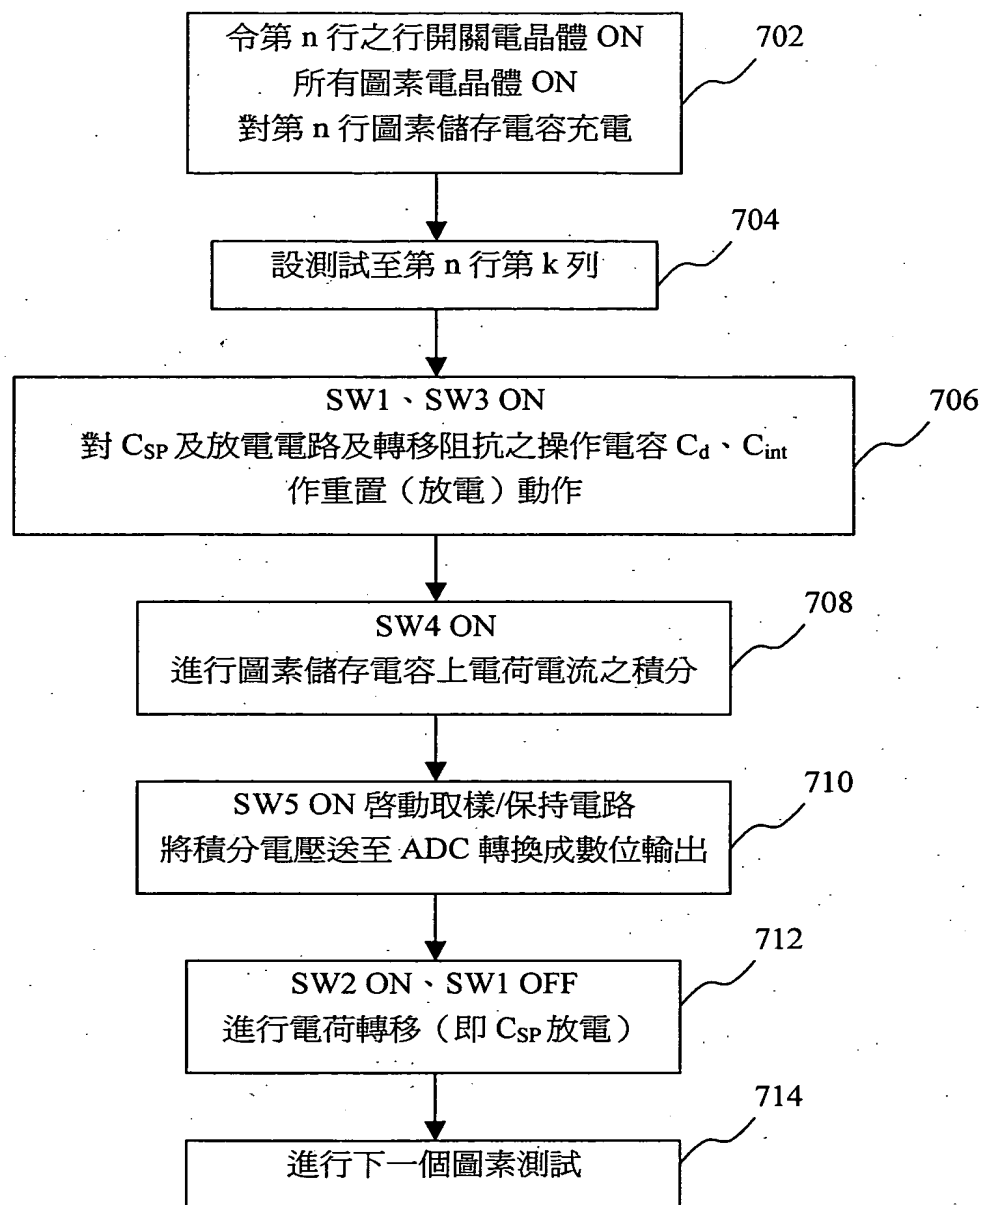 令第 n 行之行開關電晶體 ON
所有圖素電晶體 ON
對第 n 行圖素儲存電容充電
702
設測試至第 n 行第 k 列
704
SW1、SW3 ON
對 CSP 及放電電路及轉移阻抗之操作電容 Cd、Cint
作重置（放電）動作
706
SW4 ON
進行圖素儲存電容上電荷電流之積分
708
SW5 ON 啓動取樣/保持電路
將積分電壓送至 ADC 轉換成數位輸出
710
SW2 ON、SW1 OFF
進行電荷轉移（即 CSP 放電）
712
進行下一個圖素測試
714